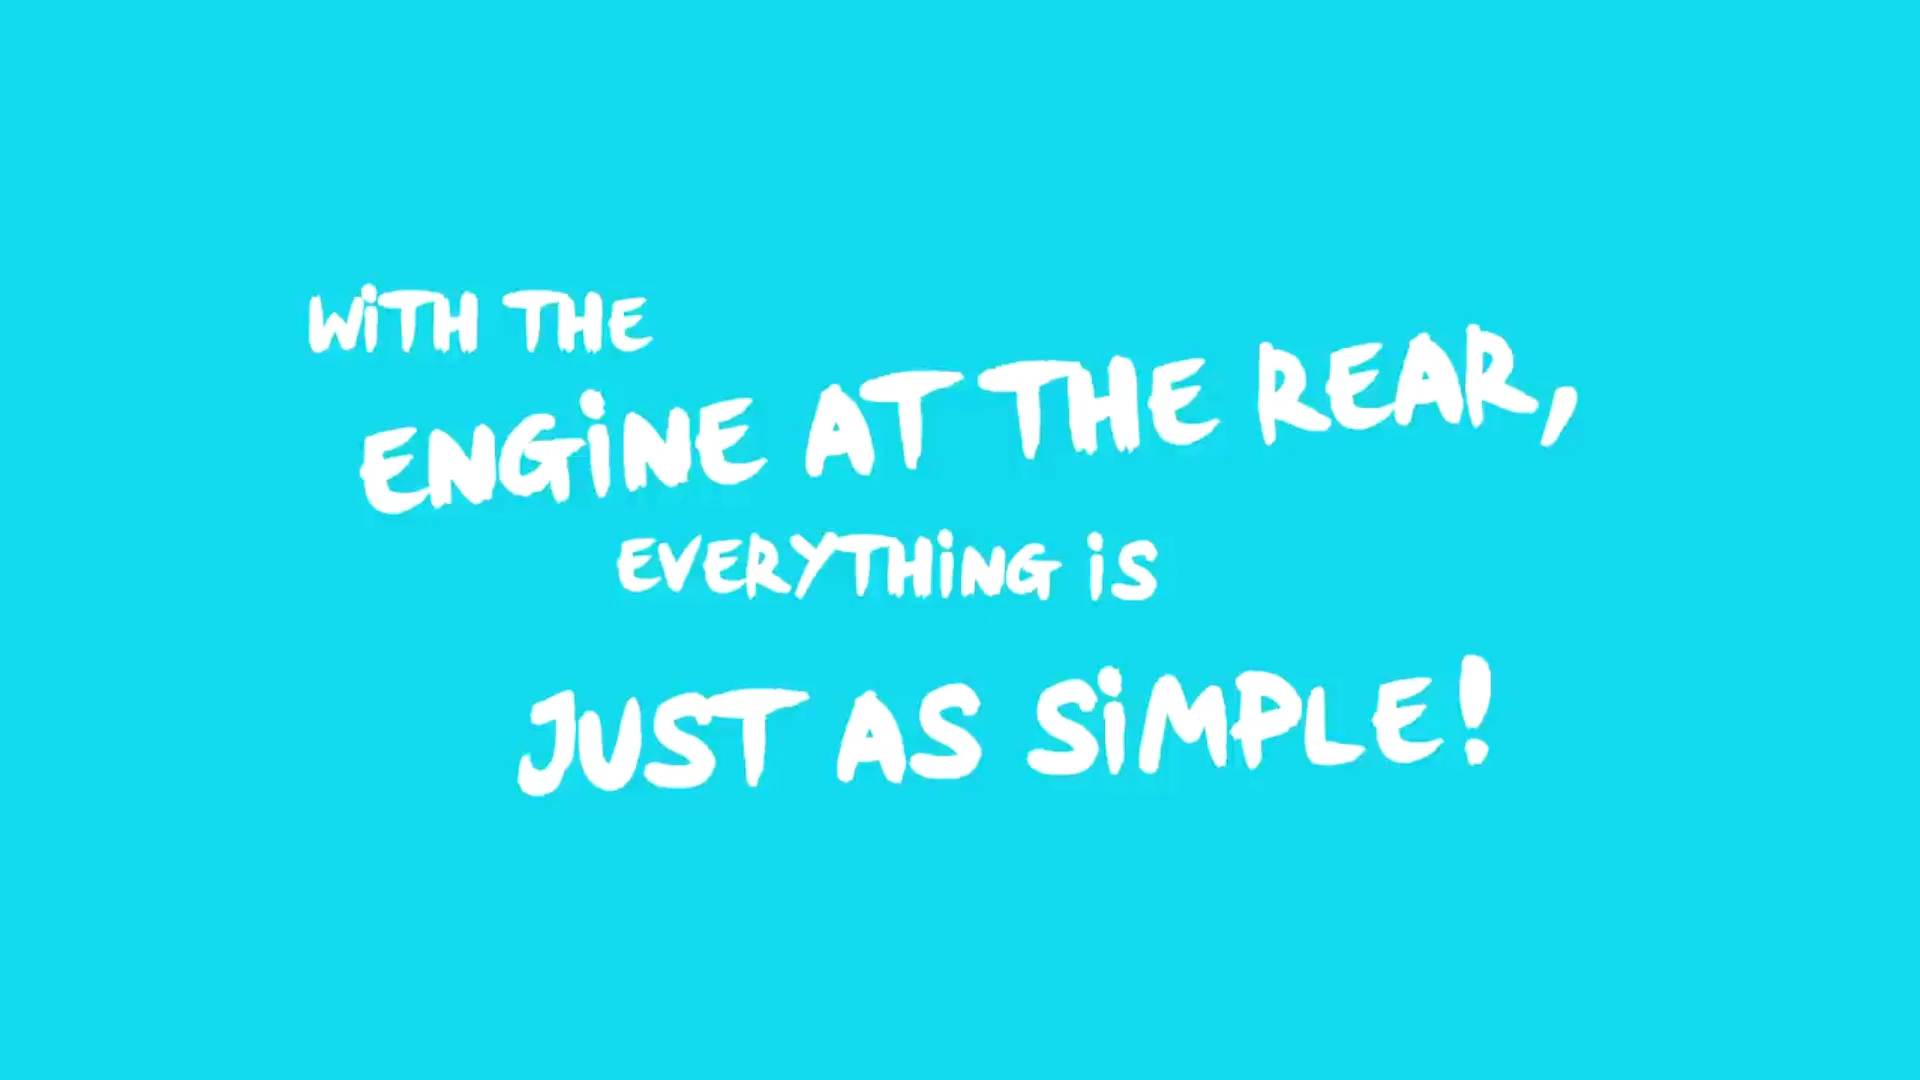 WiTH THE
ENGiNE AT THE REAR,
EVERYTHiNG iS
JUST AS SiMPLE!